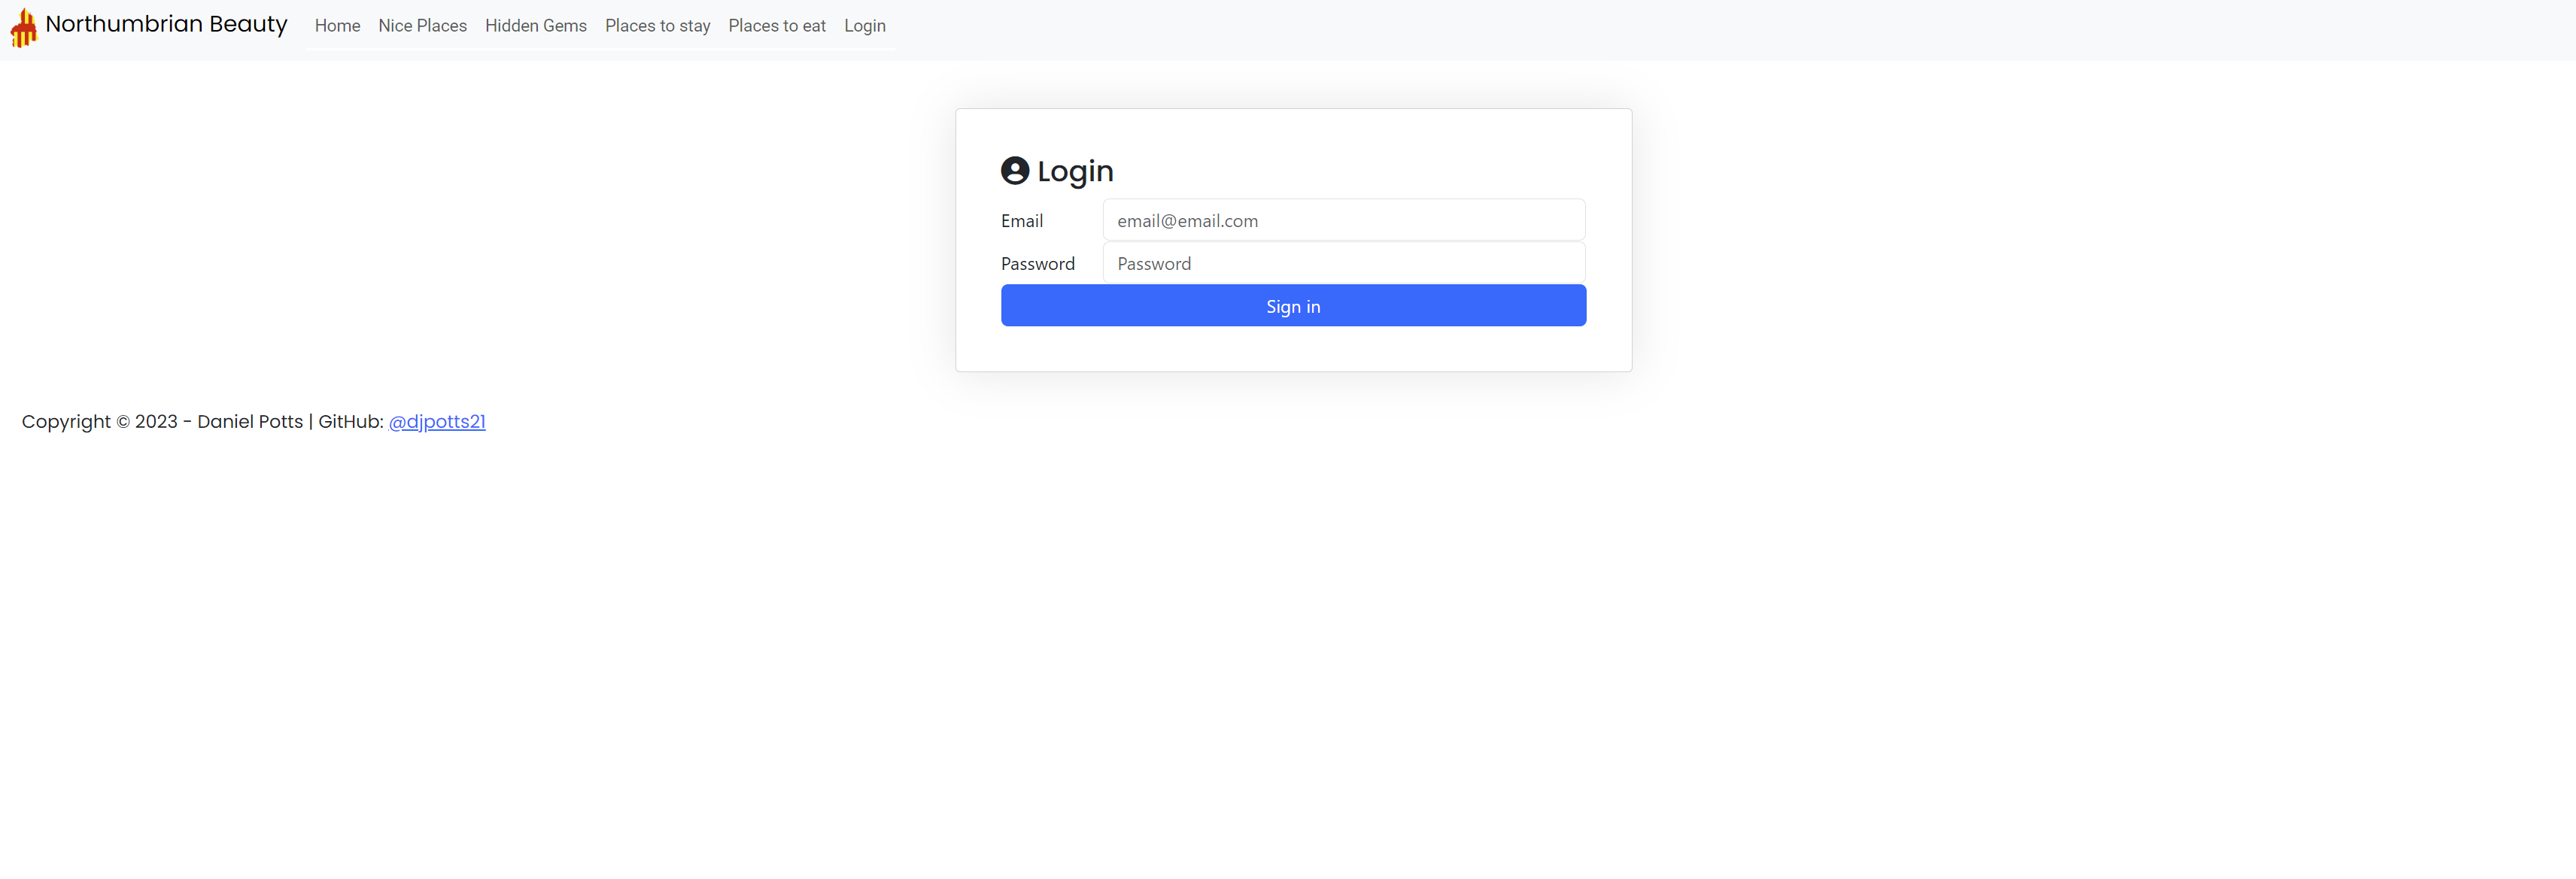 Northumbrian Beauty Home Nice Places Hidden Gems Places to stay Places to eat Login
Login
Email email@email.com
Password Password
Sign in
Copyright © 2023 - Daniel Potts | GitHub: @djpotts21